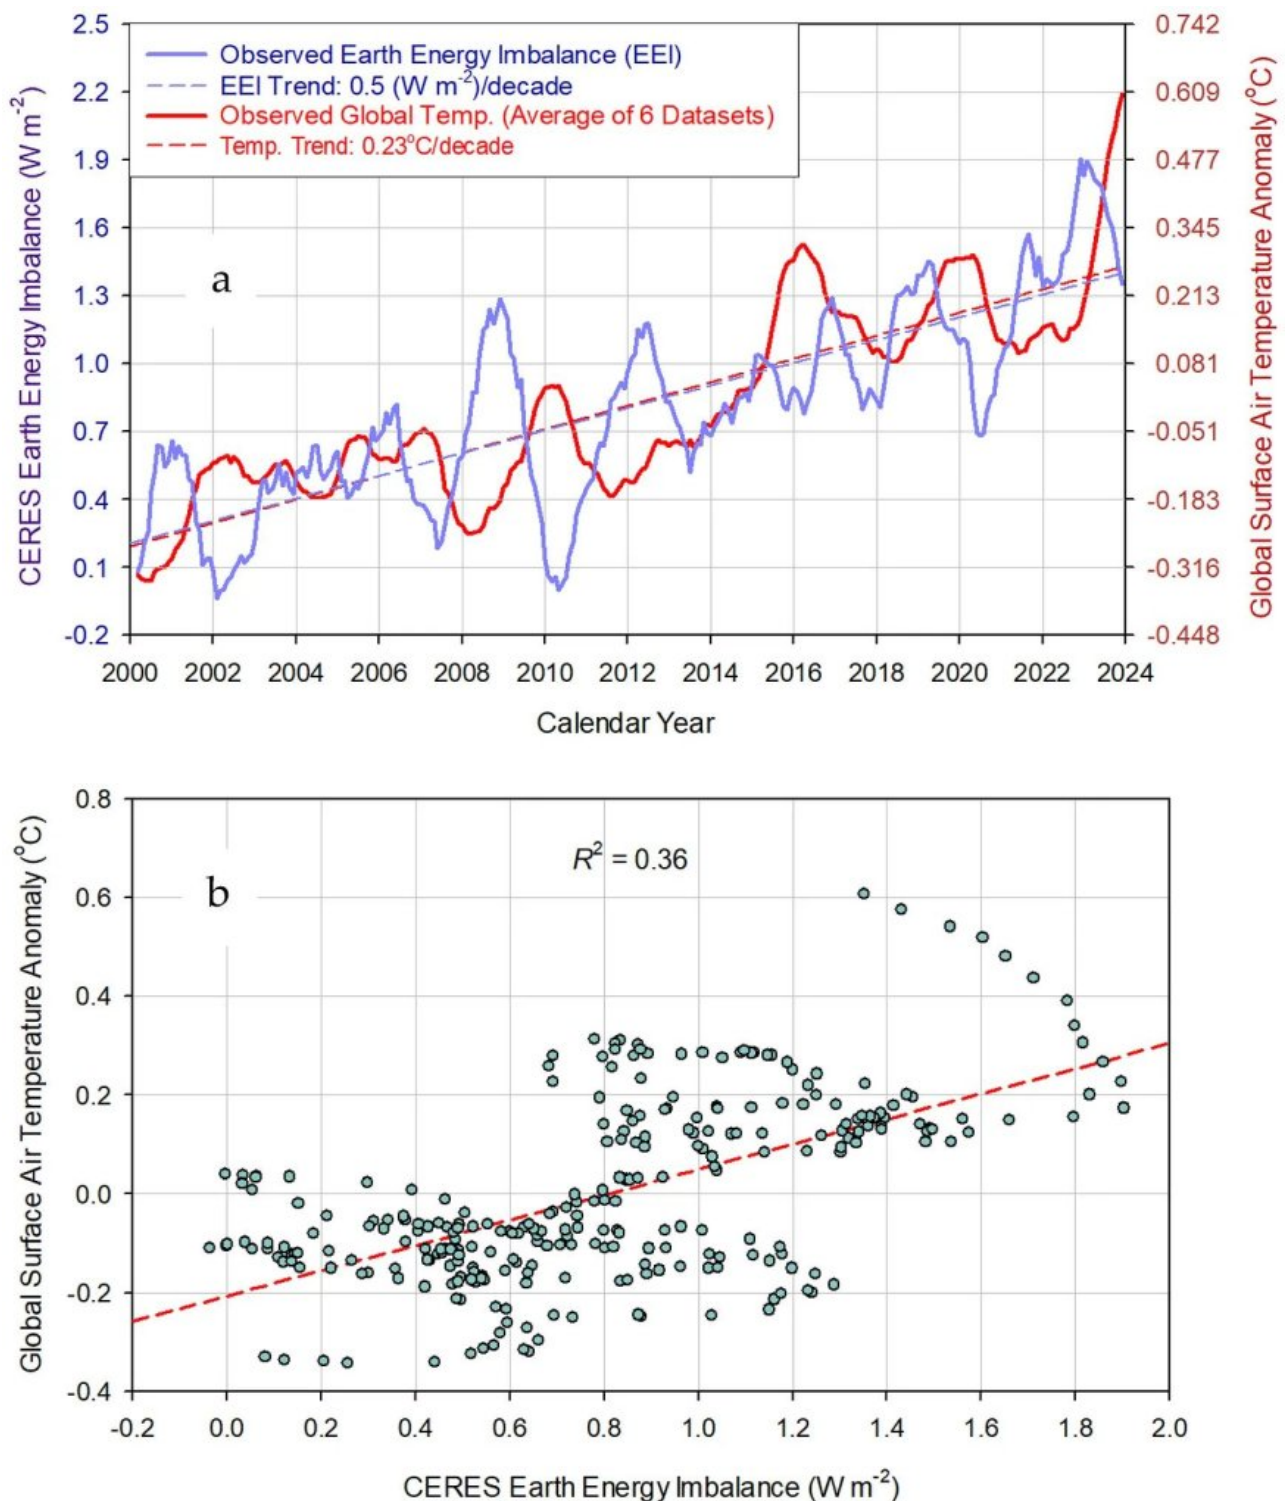 Observed Earth Energy Imbalance (EEI)
EEI Trend: 0.5 (W m⁻²)/decade
Observed Global Temp. (Average of 6 Datasets)
Temp. Trend: 0.23°C/decade
a
CERES Earth Energy Imbalance (W m⁻²)
2.5
2.2
1.9
1.6
1.3
1.0
0.7
0.4
0.1
-0.2
0.742
0.609
0.477
0.345
0.213
0.081
-0.051
-0.183
-0.316
-0.448
Global Surface Air Temperature Anomaly (°C)
2000 2002 2004 2006 2008 2010 2012 2014 2016 2018 2020 2022 2024
Calendar Year
b
R² = 0.36
Global Surface Air Temperature Anomaly (°C)
0.8
0.6
0.4
0.2
0.0
-0.2
-0.4
-0.2 0.0 0.2 0.4 0.6 0.8 1.0 1.2 1.4 1.6 1.8 2.0
CERES Earth Energy Imbalance (W m⁻²)